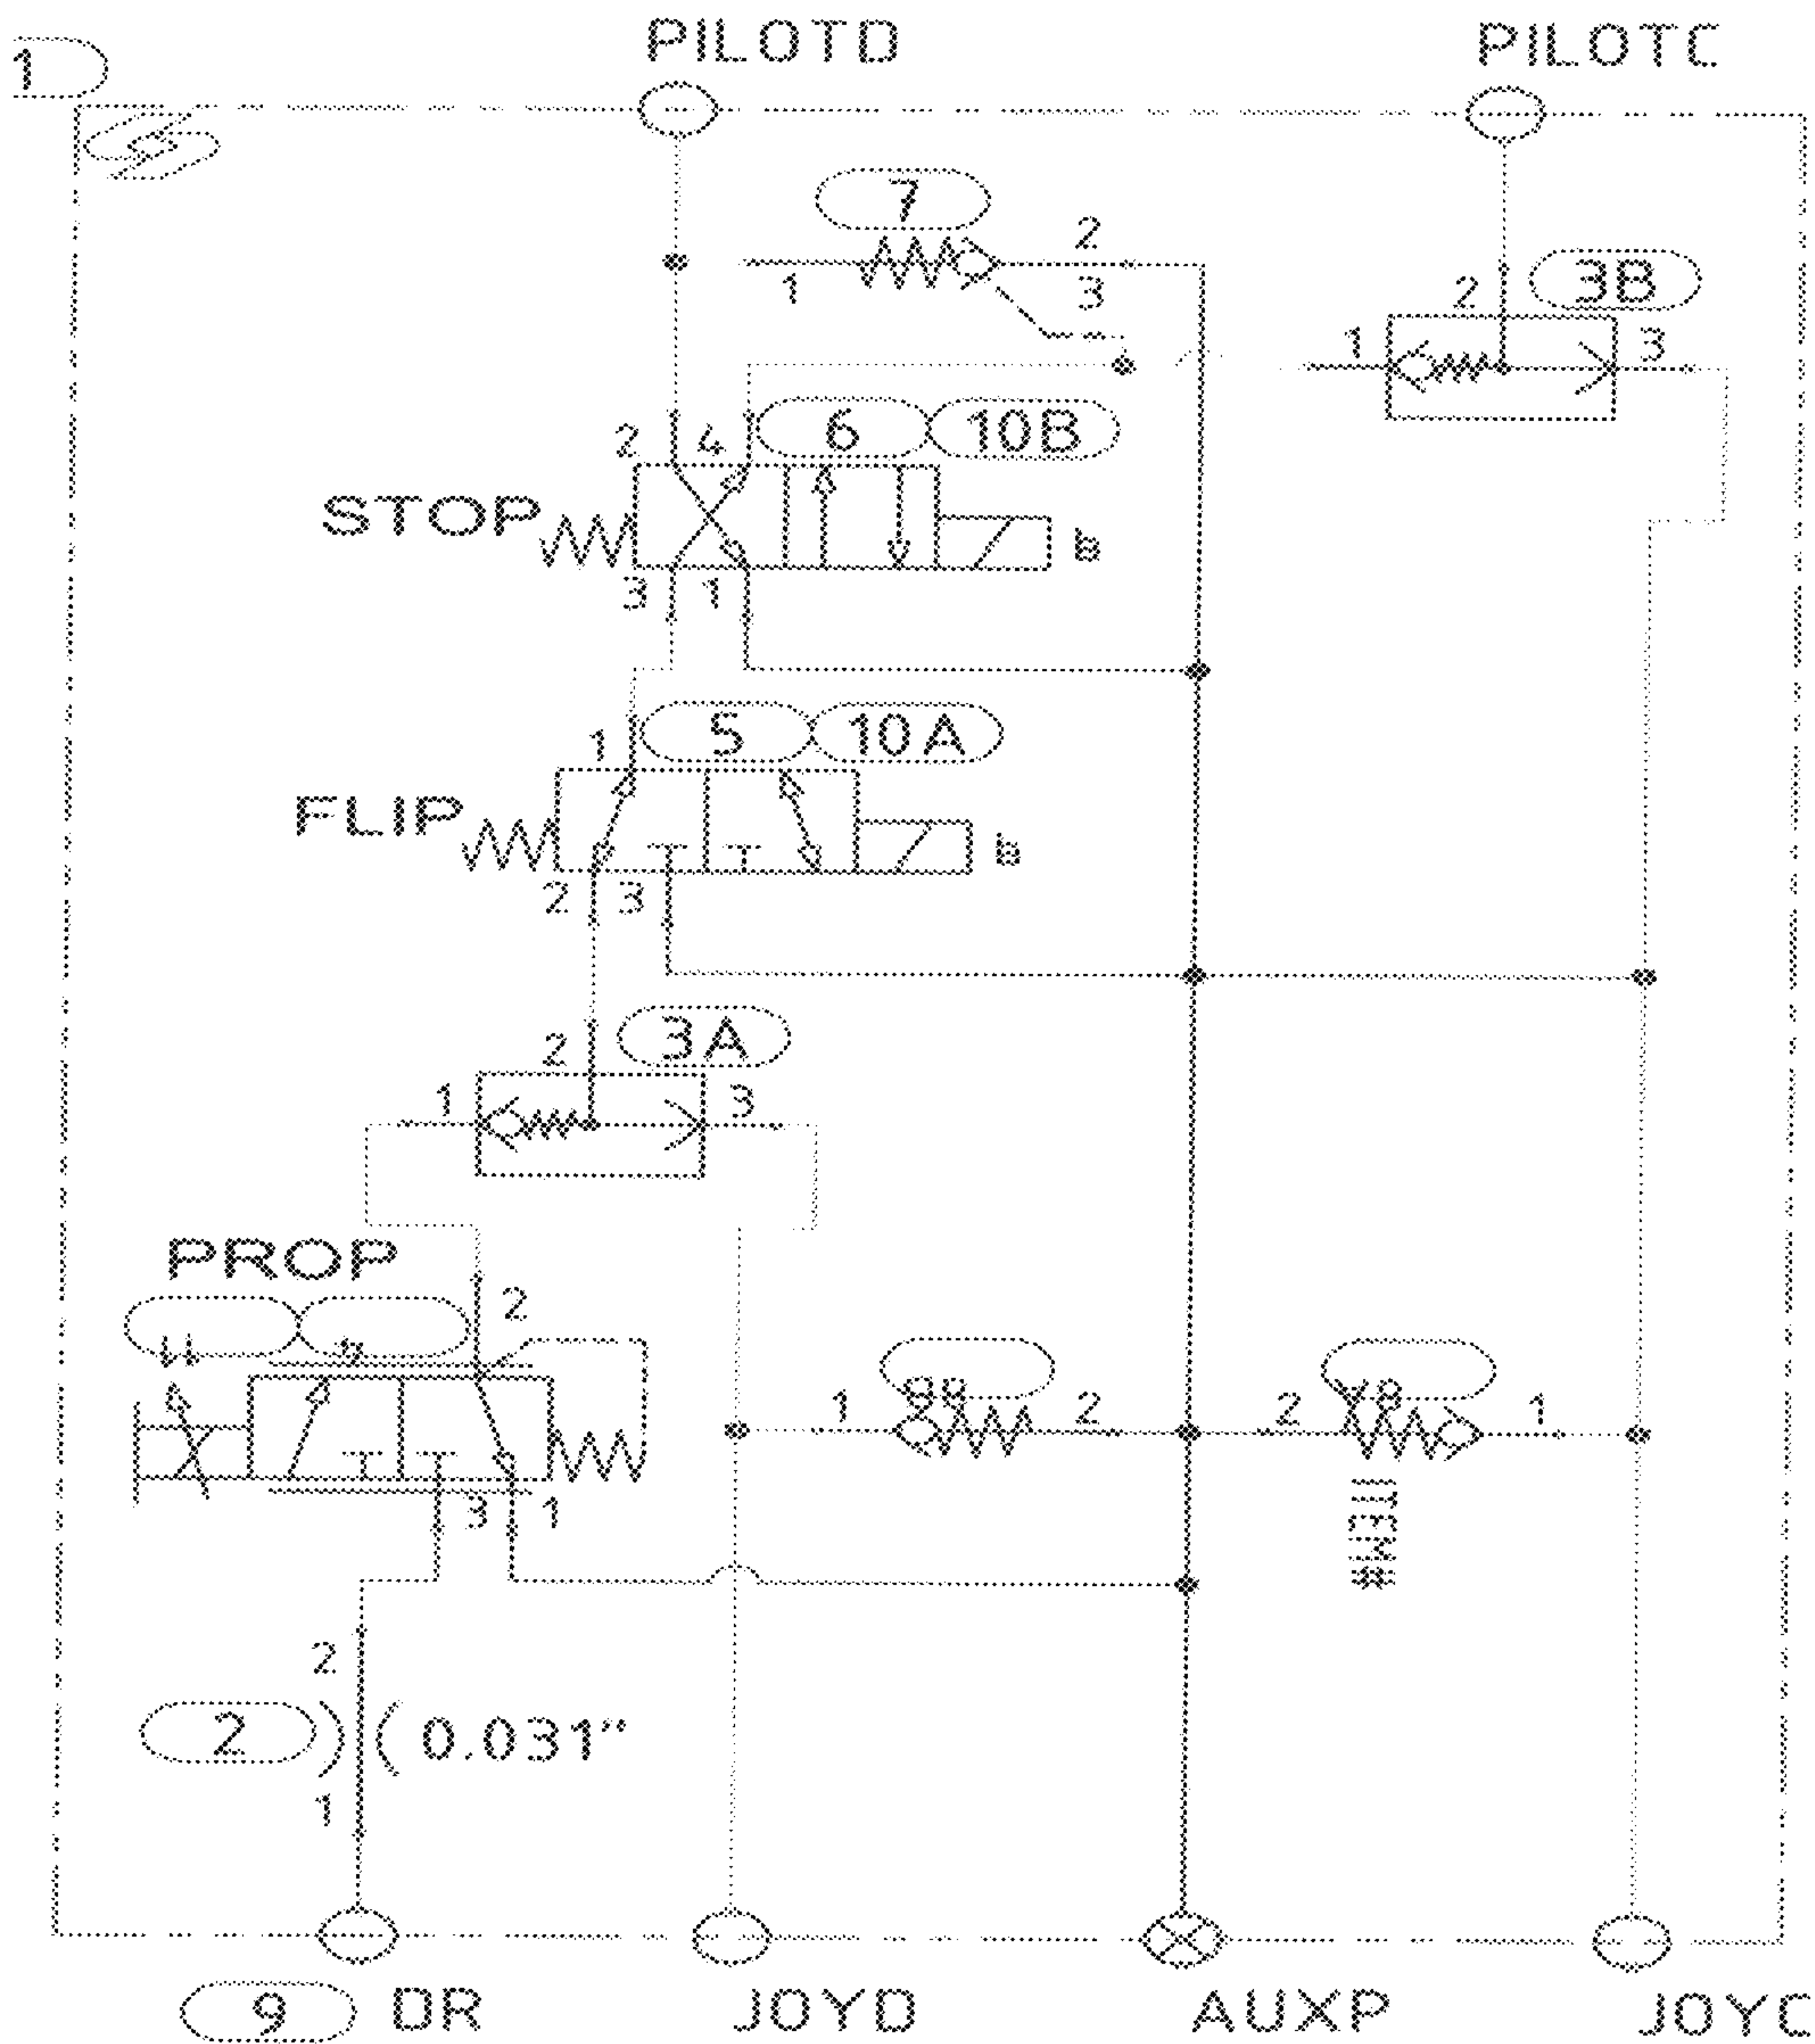 PILOTD PILOTC
1
7
2
1 3
3B
2
1 3
6 10B
2 4
STOP
b
3 1
5 10A
1
FLIP
b
2 3
3A
2
1 3
PROP
2
1 2 2 1
3 1
ITEM#
2
2 0.031"
1
9 DR JOYD AUXP JOYC